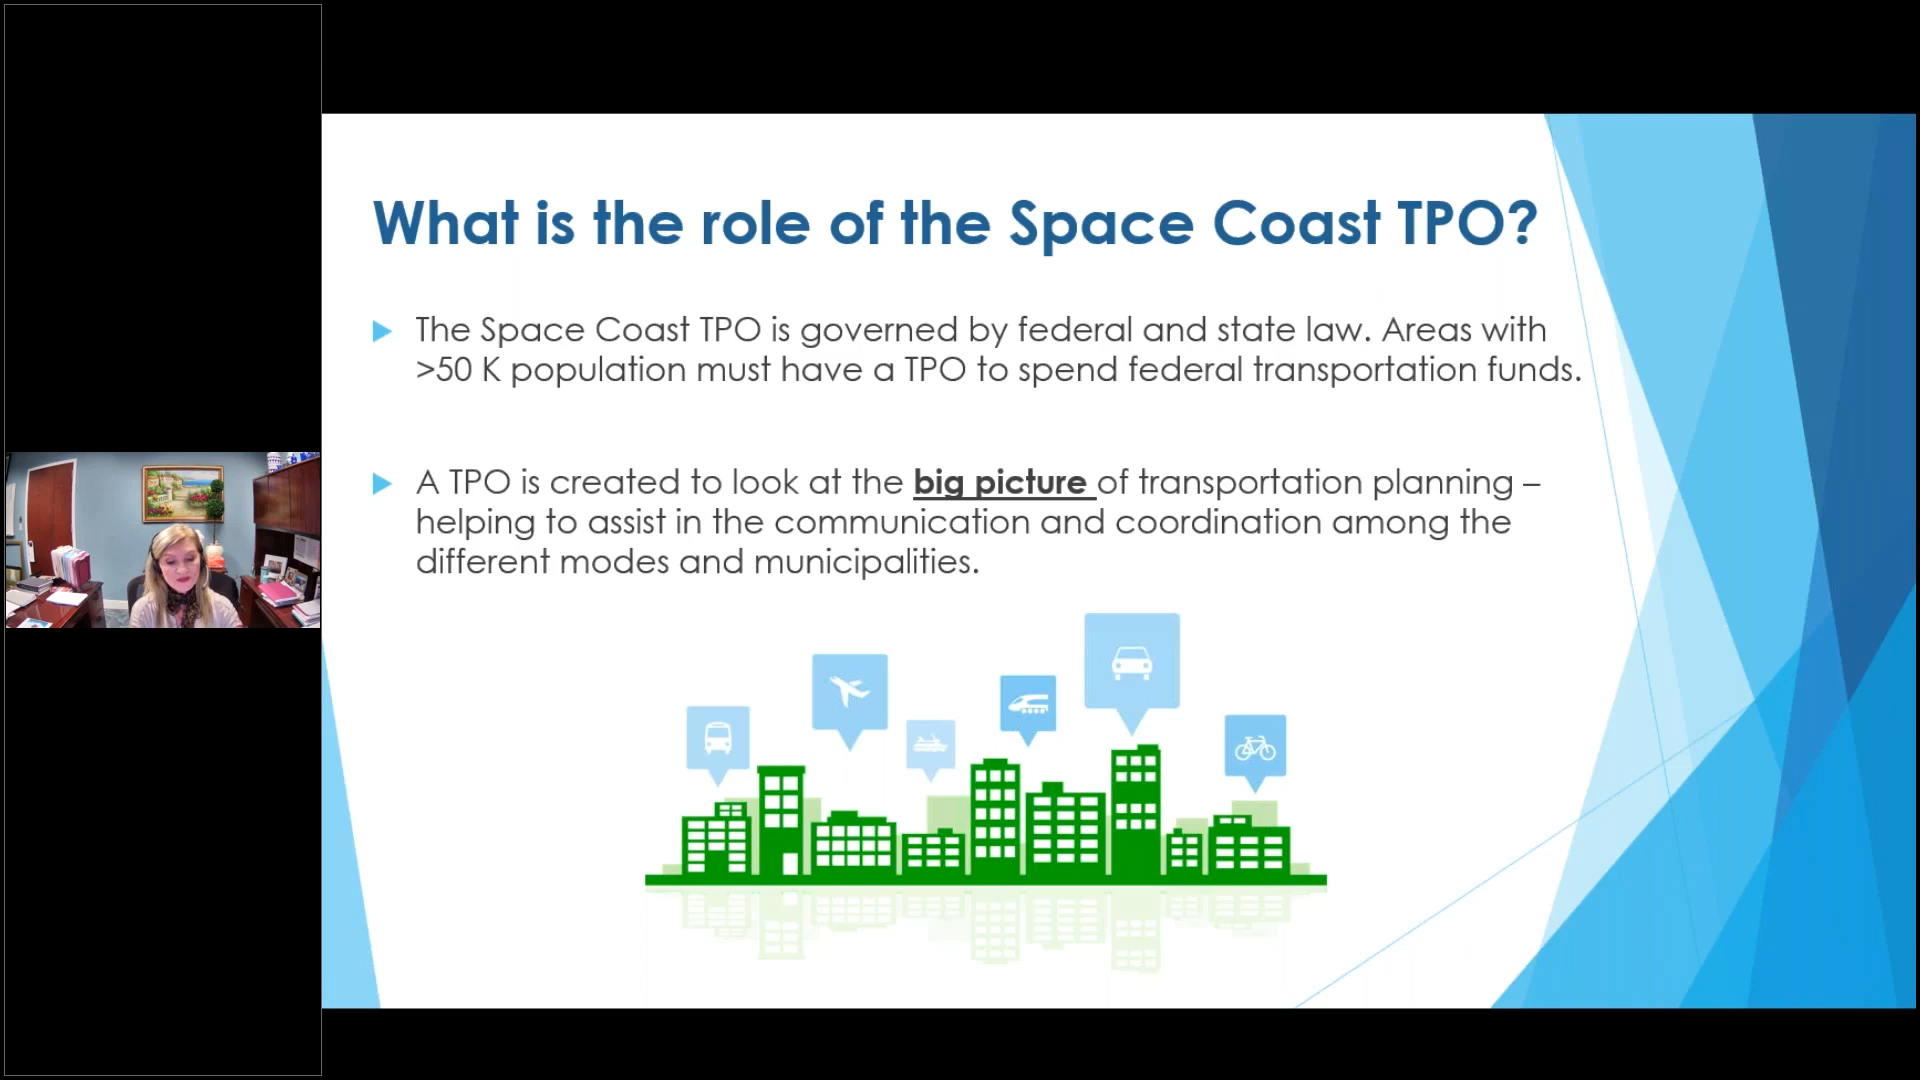 What is the role of the Space Coast TPO?
The Space Coast TPO is governed by federal and state law. Areas with
>50 K population must have a TPO to spend federal transportation funds.
A TPO is created to look at the big picture of transportation planning –
helping to assist in the communication and coordination among the
different modes and municipalities.